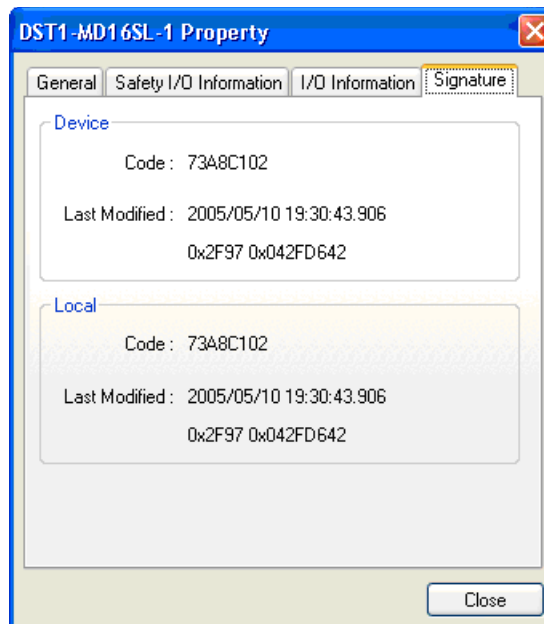 DST1-MD16SL-1 Property
General Safety I/O Information I/O Information Signature
Device
Code : 73A8C102
Last Modified : 2005/05/10 19:30:43.906
0x2F97 0x042FD642
Local
Code : 73A8C102
Last Modified : 2005/05/10 19:30:43.906
0x2F97 0x042FD642
Close